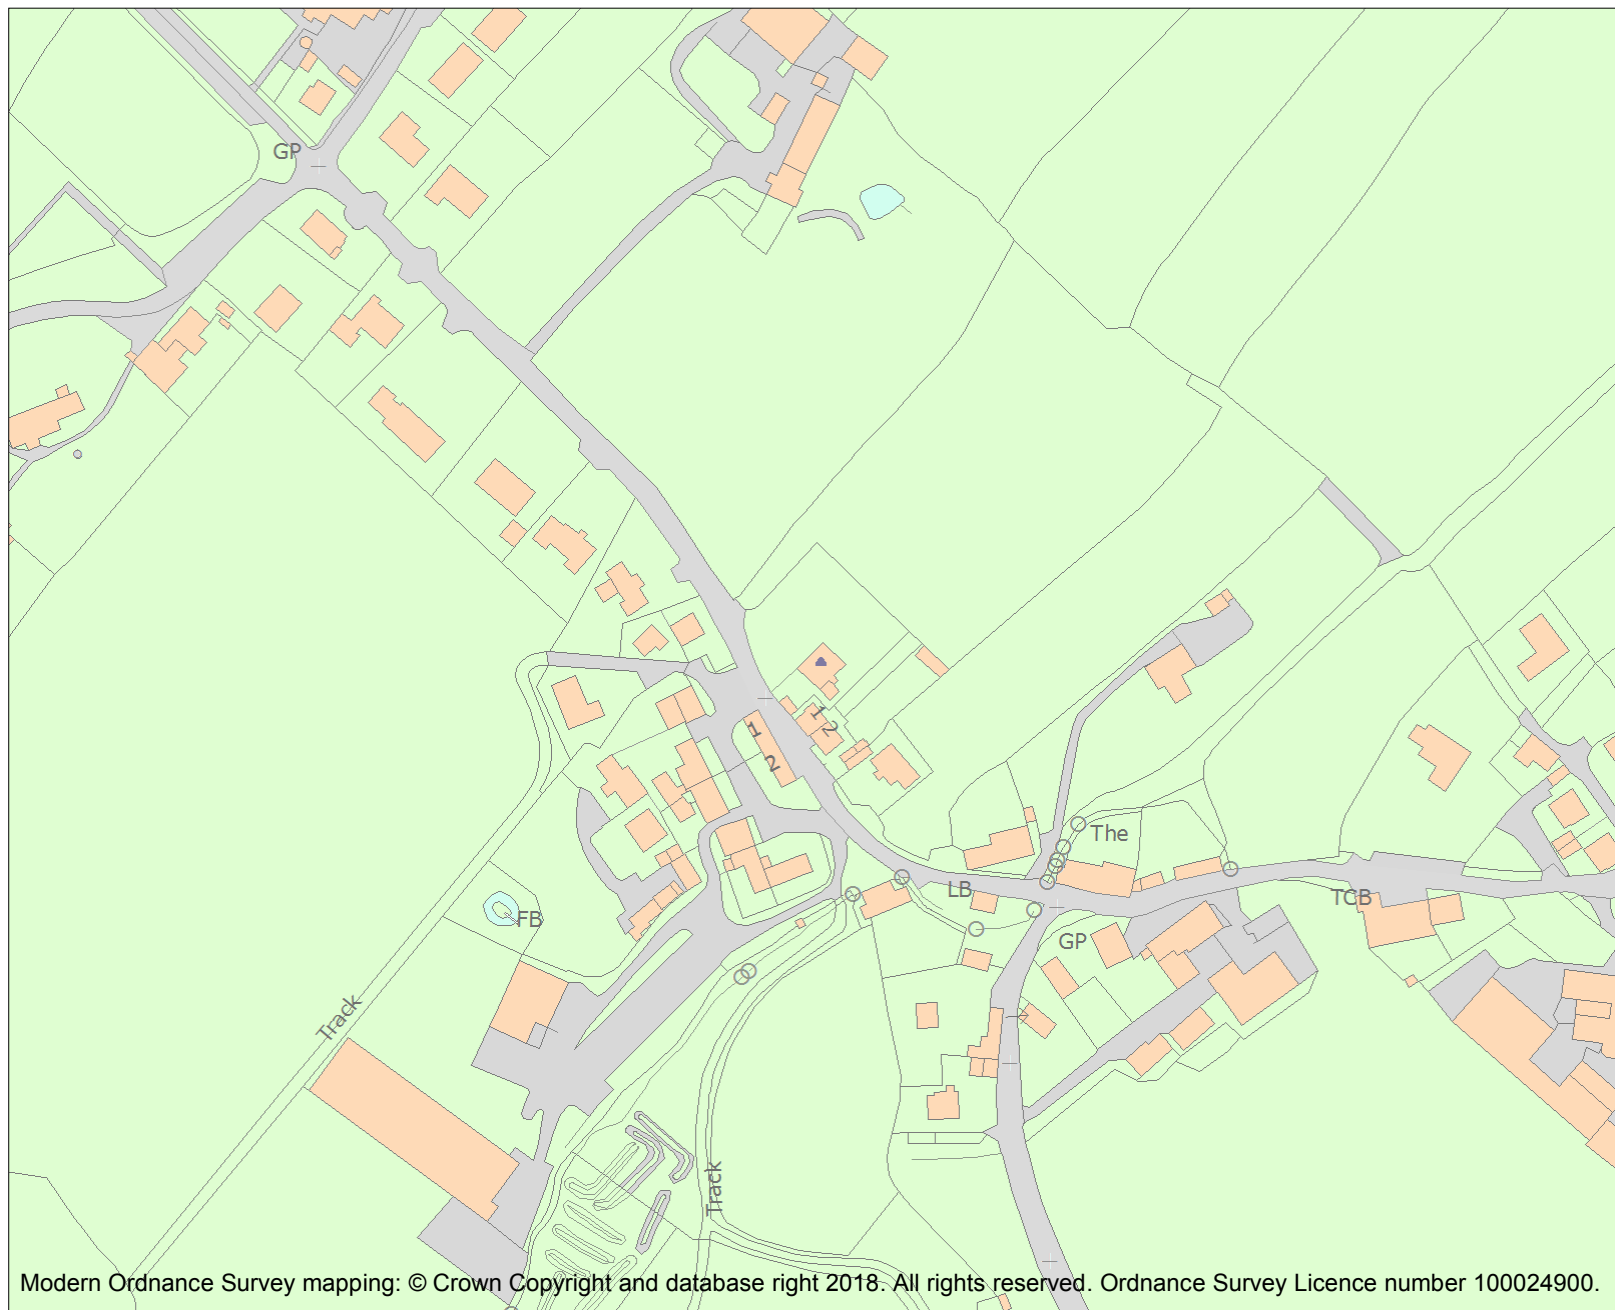 GP
1 2
1
2
The
LB
TCB
FB
GP
Track
Track
Modern Ordnance Survey mapping: © Crown Copyright and database right 2018. All rights reserved. Ordnance Survey Licence number 100024900.